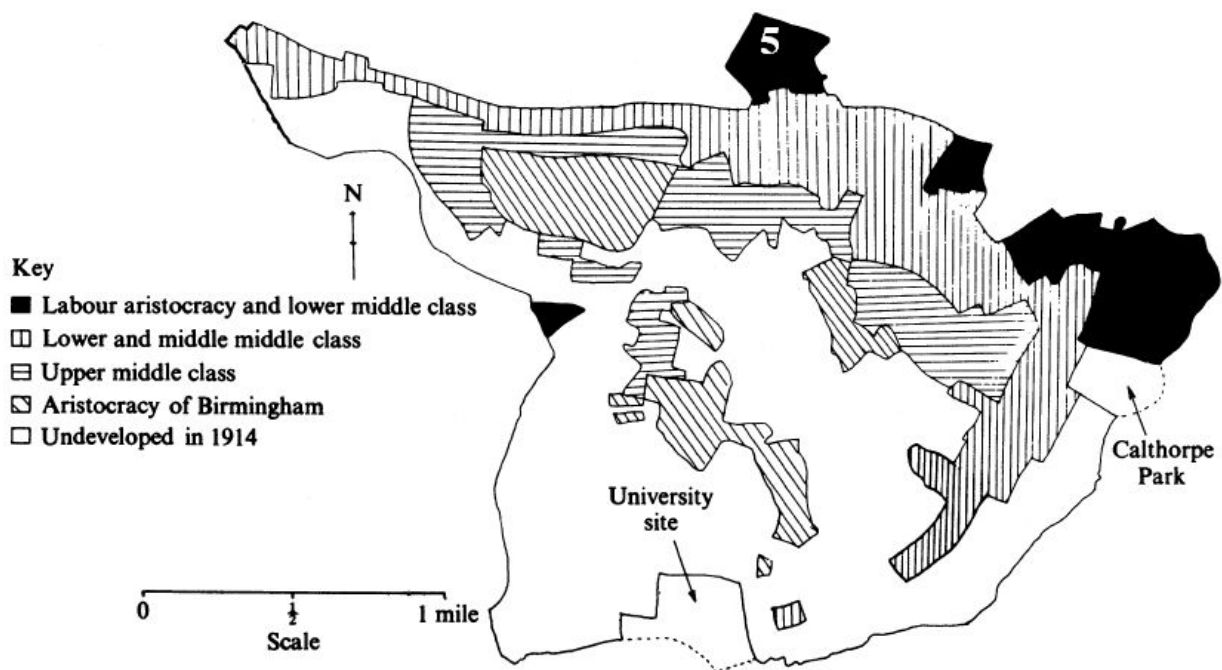 5
N
Key
Labour aristocracy and lower middle class
Lower and middle middle class
Upper middle class
Aristocracy of Birmingham
Undeveloped in 1914
Calthorpe
Park
University
site
0 ½ 1 mile
Scale